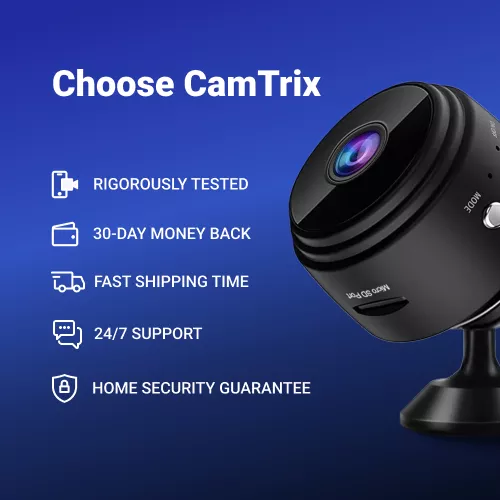 Choose CamTrix
RIGOROUSLY TESTED
30-DAY MONEY BACK
FAST SHIPPING TIME
24/7 SUPPORT
HOME SECURITY GUARANTEE
MODE
Micro SD Port